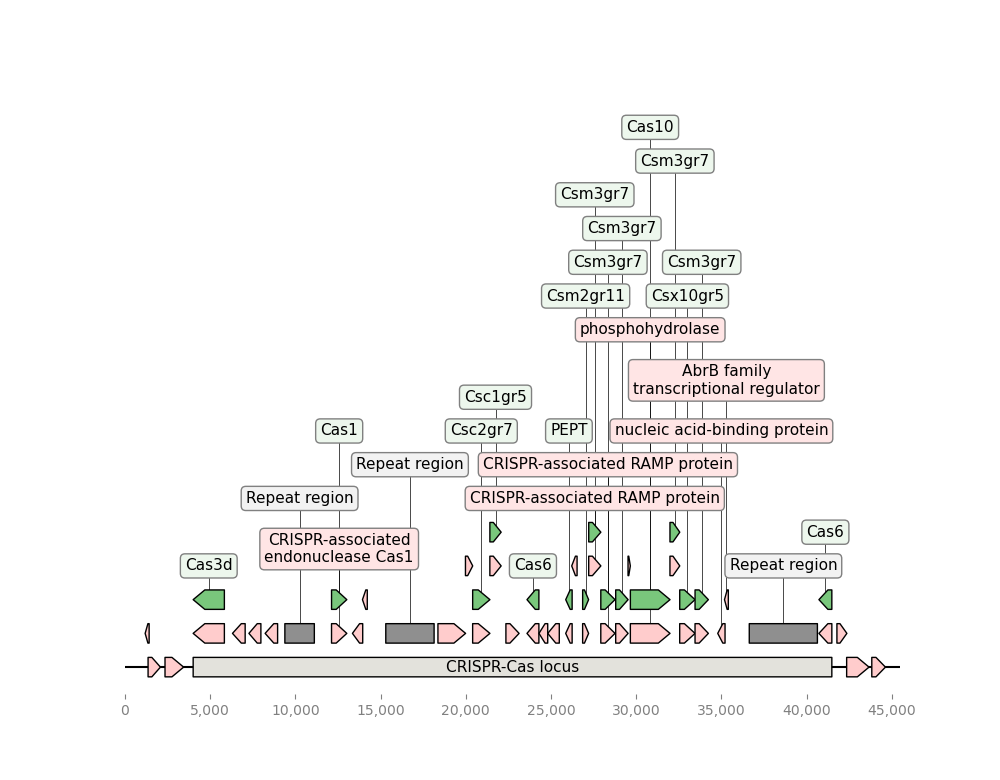 Cas10
Csm3gr7
Csm3gr7
Csm3gr7
Csm3gr7
Csm3gr7
Csm2gr11
Csx10gr5
phosphohydrolase
AbrB family
transcriptional regulator
Csc1gr5
Cas1
Csc2gr7
PEPT
nucleic acid-binding protein
Repeat region
CRISPR-associated RAMP protein
Repeat region
CRISPR-associated RAMP protein
Cas6
CRISPR-associated
endonuclease Cas1
Cas3d
Cas6
Repeat region
CRISPR-Cas locus
0
5,000
10,000
15,000
20,000
25,000
30,000
35,000
40,000
45,000